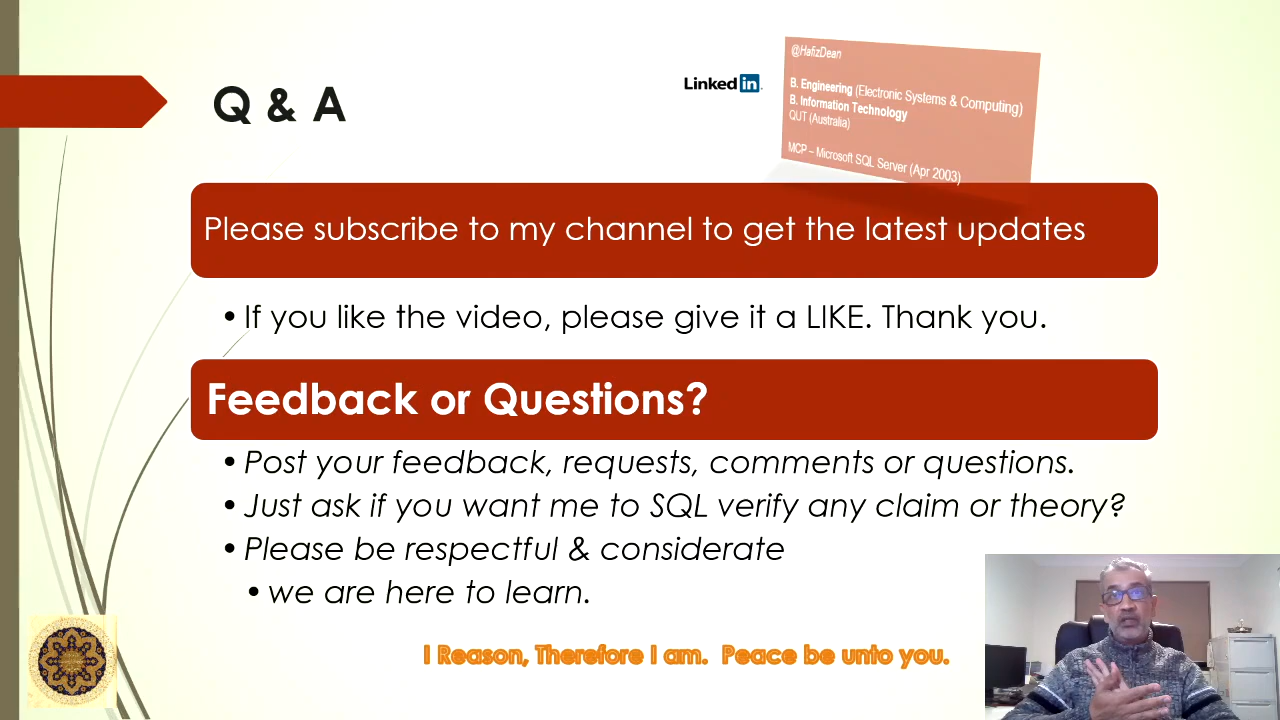 Q & A
Linked in
@HafizDean
B. Engineering (Electronic Systems & Computing)
B. Information Technology
QUT (Australia)
MCP – Microsoft SQL Server (Apr 2003)
Please subscribe to my channel to get the latest updates
• If you like the video, please give it a LIKE. Thank you.
Feedback or Questions?
• Post your feedback, requests, comments or questions.
• Just ask if you want me to SQL verify any claim or theory?
• Please be respectful & considerate
• we are here to learn.
I Reason, Therefore I am. Peace be unto you.